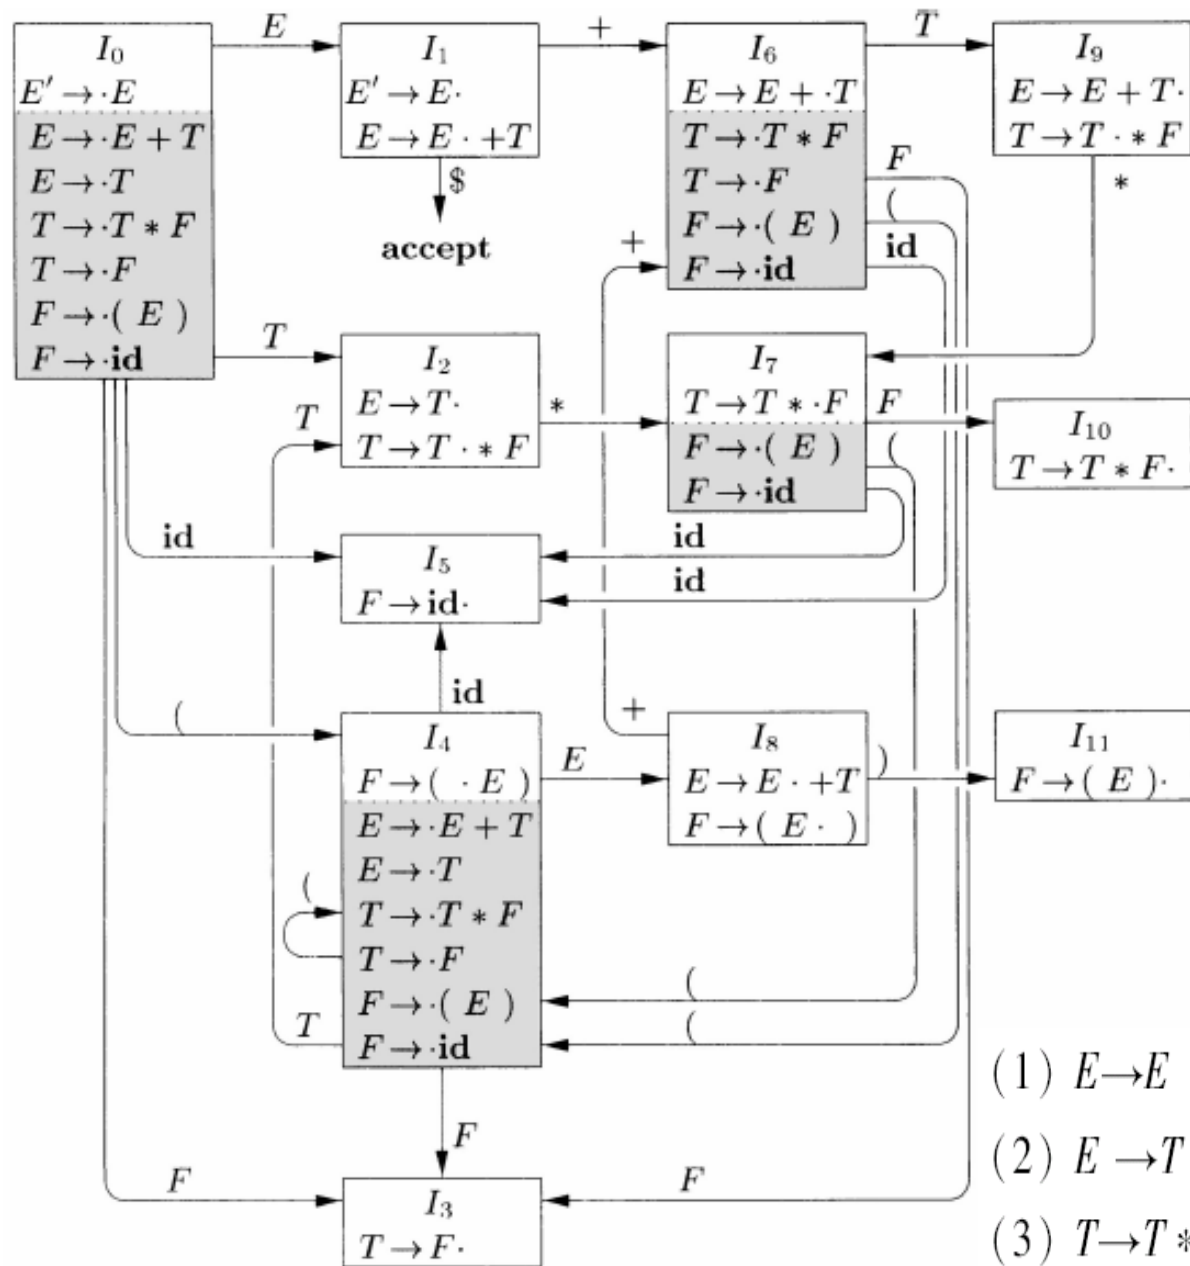 I₀
E′ → ·E
E → ·E + T
E → ·T
T → ·T * F
T → ·F
F → ·( E )
F → ·id
E
I₁
E′ → E·
E → E · +T
$
accept
+
I₆
E → E + ·T
T → ·T * F
T → ·F
F → ·( E )
F → ·id
T
I₉
E → E + T·
T → T · * F
*
F
(
id
+
T
I₂
E → T·
T → T · * F
T
*
I₇
T → T * ·F
F → ·( E )
F → ·id
F
(
I₁₀
T → T * F·
id
I₅
F → id·
id
id
id
(
I₄
F → ( · E )
E → ·E + T
E → ·T
T → ·T * F
T → ·F
F → ·( E )
F → ·id
(
T
E
+
I₈
E → E · +T
F → ( E · )
)
I₁₁
F → ( E )·
(
(
F
F
I₃
T → F·
F
(1) E→E
(2) E →T
(3) T→T *